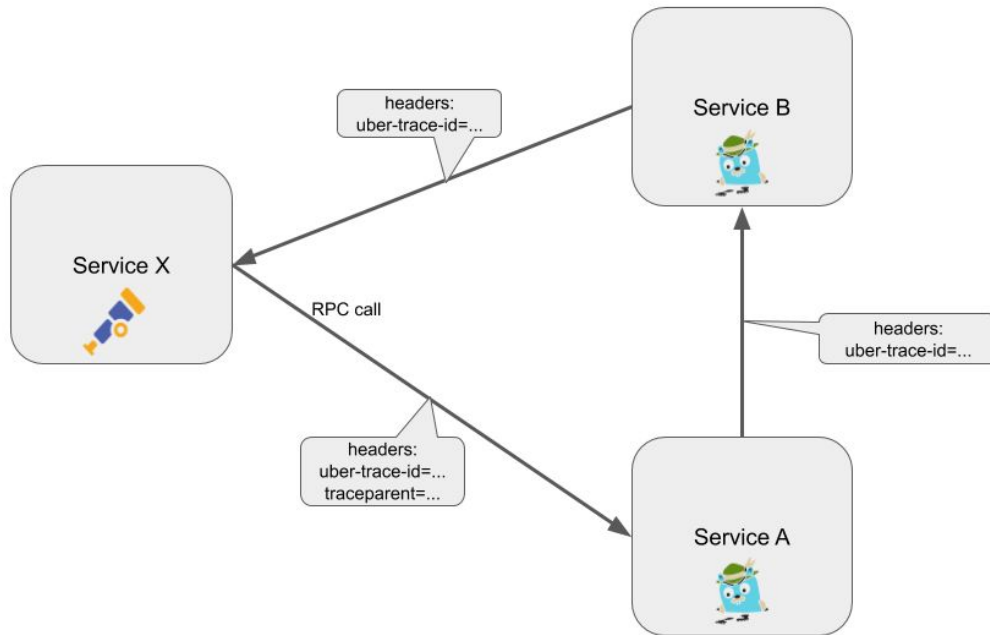 headers:
uber-trace-id=...
Service B
Service X
RPC call
headers:
uber-trace-id=...
headers:
uber-trace-id=...
traceparent=...
Service A